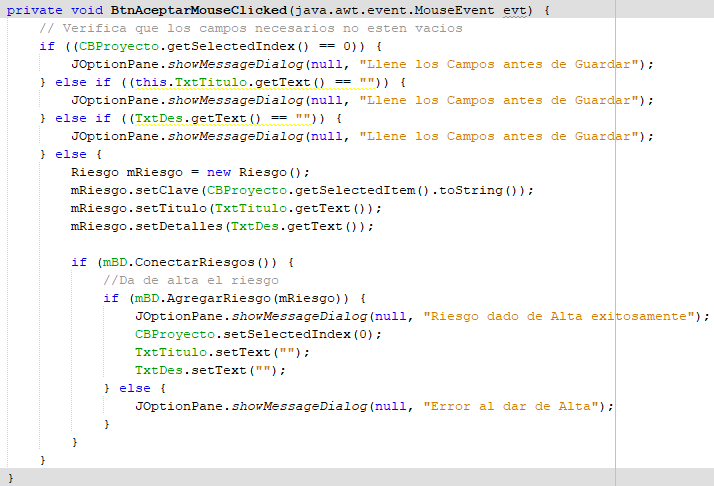 private void BtnAceptarMouseClicked(java.awt.event.MouseEvent evt) {
    // Verifica que los campos necesarios no esten vacios
    if ((CBProyecto.getSelectedIndex() == 0)) {
        JOptionPane.showMessageDialog(null, "Llene los Campos antes de Guardar");
    } else if ((this.TxtTitulo.getText() == "")) {
        JOptionPane.showMessageDialog(null, "Llene los Campos antes de Guardar");
    } else if ((TxtDes.getText() == "")) {
        JOptionPane.showMessageDialog(null, "Llene los Campos antes de Guardar");
    } else {
        Riesgo mRiesgo = new Riesgo();
        mRiesgo.setClave(CBProyecto.getSelectedItem().toString());
        mRiesgo.setTitulo(TxtTitulo.getText());
        mRiesgo.setDetalles(TxtDes.getText());

        if (mBD.ConectarRiesgos()) {
            //Da de alta el riesgo
            if (mBD.AgregarRiesgo(mRiesgo)) {
                JOptionPane.showMessageDialog(null, "Riesgo dado de Alta exitosamente");
                CBProyecto.setSelectedIndex(0);
                TxtTitulo.setText("");
                TxtDes.setText("");
            } else {
                JOptionPane.showMessageDialog(null, "Error al dar de Alta");
            }
        }
    }
}